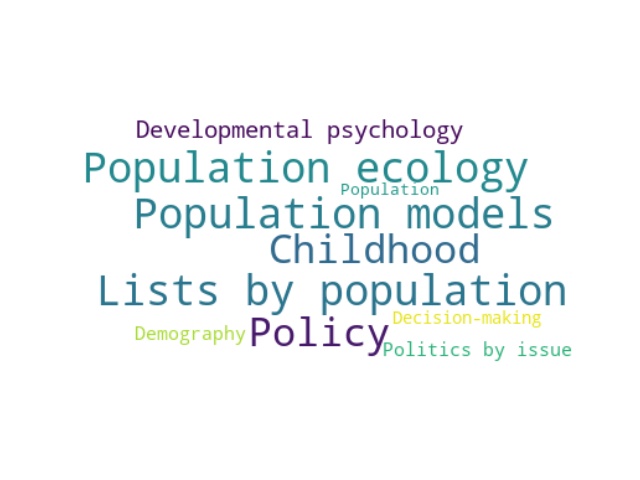 Developmental psychology
Population ecology
Population
Population models
Childhood
Lists by population
Decision-making
Demography
Policy
Politics by issue